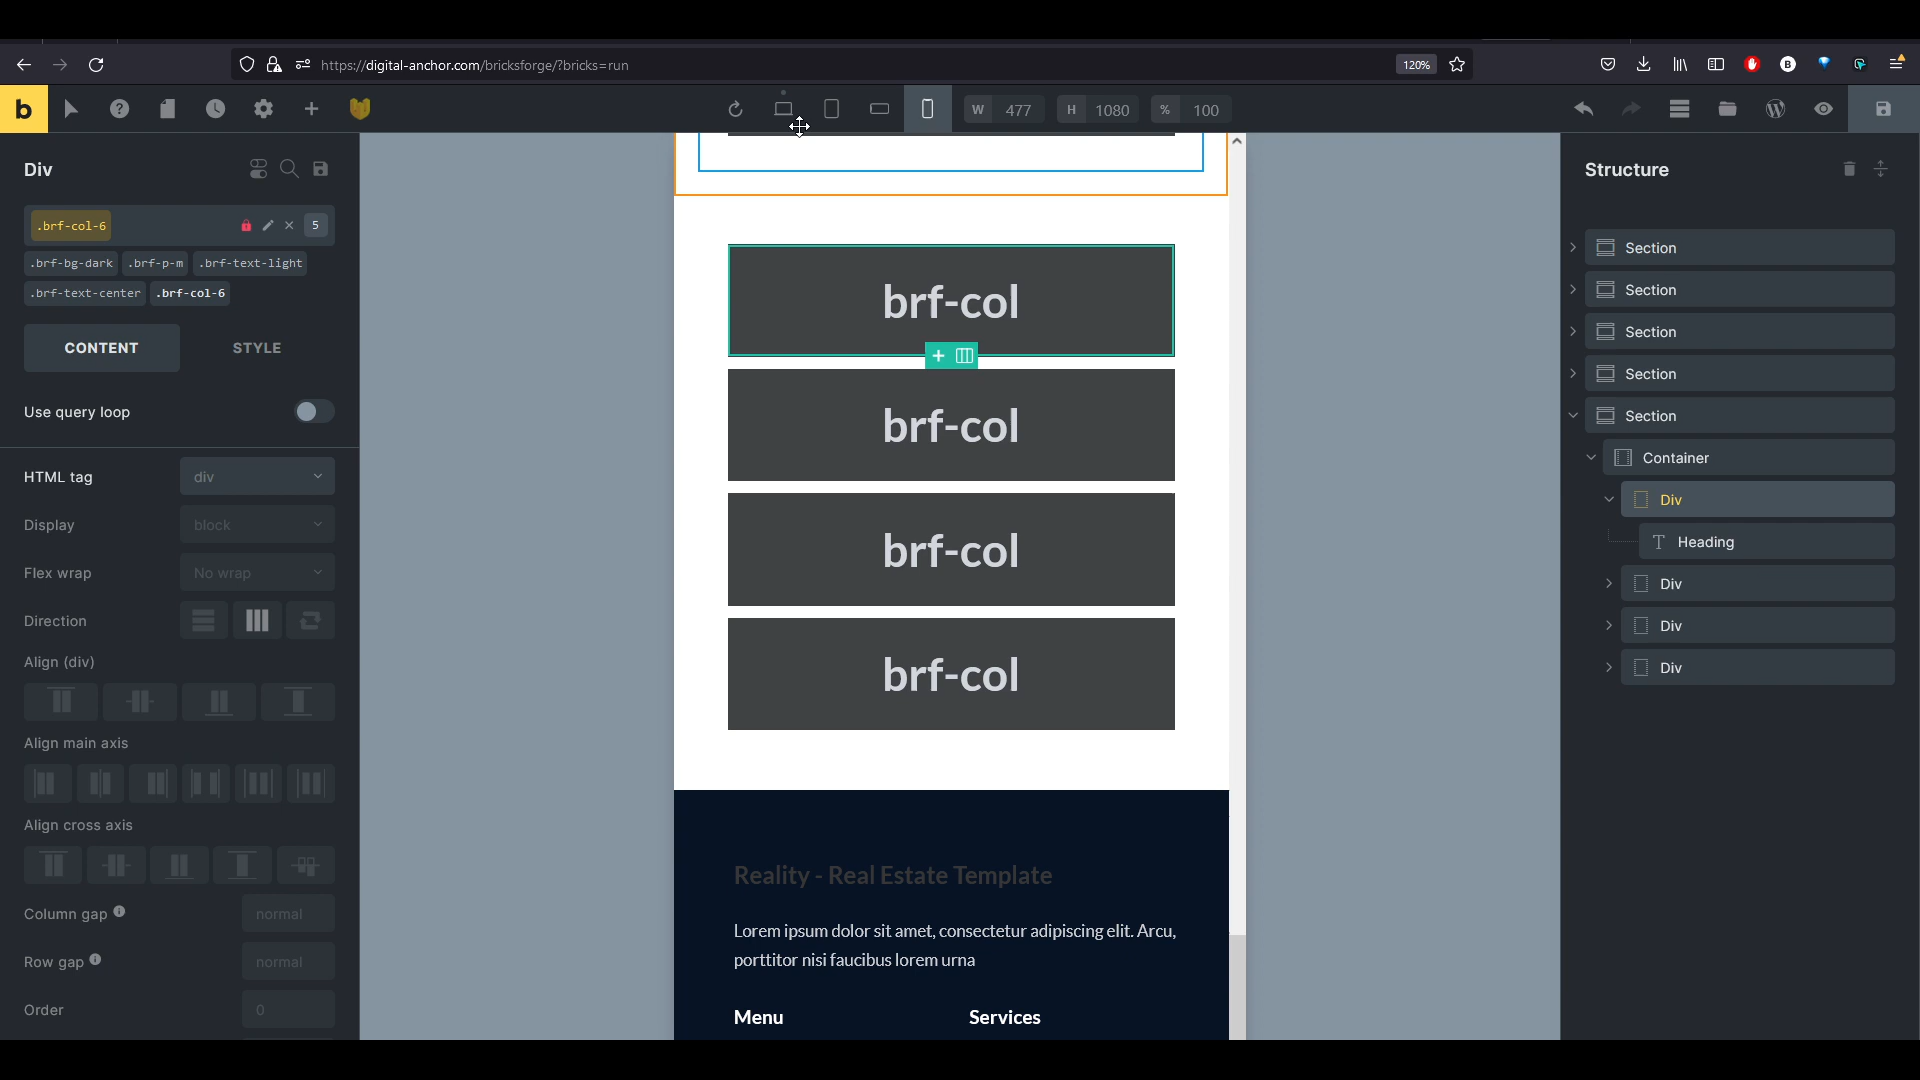 https://digital-anchor.com/bricksforge/?bricks=run
120%
b
W 477 H 1080 % 100
Div
.brf-col-6 5
.brf-bg-dark .brf-p-m .brf-text-light
.brf-text-center .brf-col-6
CONTENT STYLE
Use query loop
HTML tag div
Display block
Flex wrap No wrap
Direction
Align (div)
Align main axis
Align cross axis
Column gap normal
Row gap normal
Order 0
brf-col
brf-col
brf-col
brf-col
Reality - Real Estate Template
Lorem ipsum dolor sit amet, consectetur adipiscing elit. Arcu,
porttitor nisi faucibus lorem urna
Menu Services
Structure
Section
Section
Section
Section
Section
Container
Div
Heading
Div
Div
Div